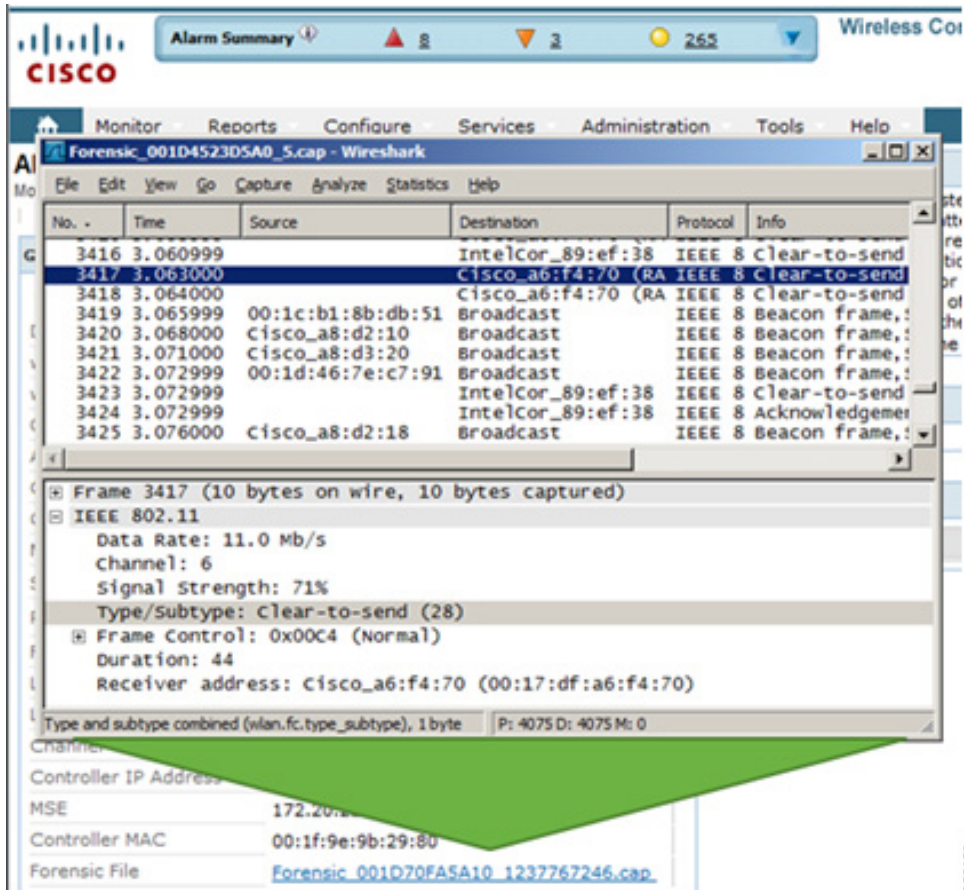 Alarm Summary 8 3 265
Wireless Co
CISCO
Monitor Reports Configure Services Administration Tools Help
Forensic_001D4523D5A0_5.cap - Wireshark
File Edit View Go Capture Analyze Statistics Help
No. - Time Source Destination Protocol Info
3416 3.060999 IntelCor_89:ef:38 IEEE 8 Clear-to-send
3417 3.063000 Cisco_a6:f4:70 (RA IEEE 8 Clear-to-send
3418 3.064000 Cisco_a6:f4:70 (RA IEEE 8 Clear-to-send
3419 3.065999 00:1c:b1:8b:db:51 Broadcast IEEE 8 Beacon frame,
3420 3.068000 Cisco_a8:d2:10 Broadcast IEEE 8 Beacon frame,
3421 3.071000 Cisco_a8:d3:20 Broadcast IEEE 8 Beacon frame,
3422 3.072999 00:1d:46:7e:c7:91 Broadcast IEEE 8 Beacon frame,
3423 3.072999 IntelCor_89:ef:38 IEEE 8 Clear-to-send
3424 3.072999 IntelCor_89:ef:38 IEEE 8 Acknowledgemen
3425 3.076000 Cisco_a8:d2:18 Broadcast IEEE 8 Beacon frame,
Frame 3417 (10 bytes on wire, 10 bytes captured)
IEEE 802.11
Data Rate: 11.0 Mb/s
Channel: 6
Signal Strength: 71%
Type/Subtype: Clear-to-send (28)
Frame Control: 0x00C4 (Normal)
Duration: 44
Receiver address: Cisco_a6:f4:70 (00:17:df:a6:f4:70)
Type and subtype combined (wlan.fc.type_subtype), 1 byte P: 4075 D: 4075 M: 0
Channel
Controller IP Address
MSE 172.20.
Controller MAC 00:1f:9e:9b:29:80
Forensic File Forensic_001D70FA5A10_1237767246.cap